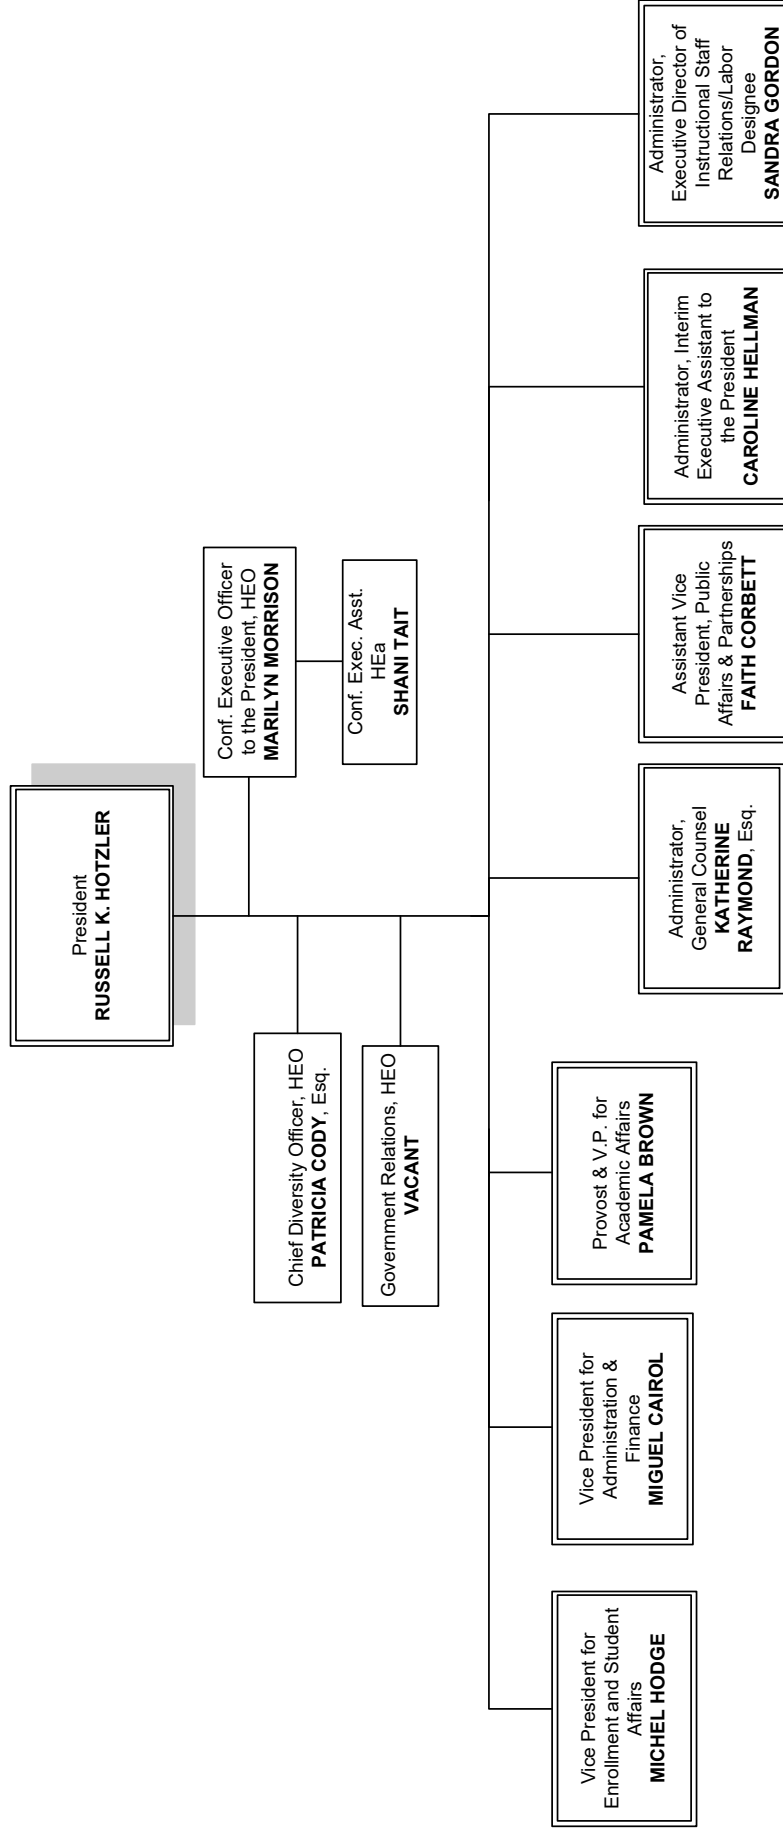 President
RUSSELL K. HOTZLER
Conf. Executive Officer
to the President, HEO
MARILYN MORRISON
Chief Diversity Officer, HEO
PATRICIA CODY, Esq.
Conf. Exec. Asst.
HEa
SHANI TAIT
Government Relations, HEO
VACANT
Vice President for
Enrollment and Student
Affairs
MICHEL HODGE
Vice President for
Administration &
Finance
MIGUEL CAIROL
Provost & V.P. for
Academic Affairs
PAMELA BROWN
Administrator,
General Counsel
KATHERINE
RAYMOND, Esq.
Assistant Vice
President, Public
Affairs & Partnerships
FAITH CORBETT
Administrator, Interim
Executive Assistant to
the President
CAROLINE HELLMAN
Administrator,
Executive Director of
Instructional Staff
Relations/Labor
Designee
SANDRA GORDON